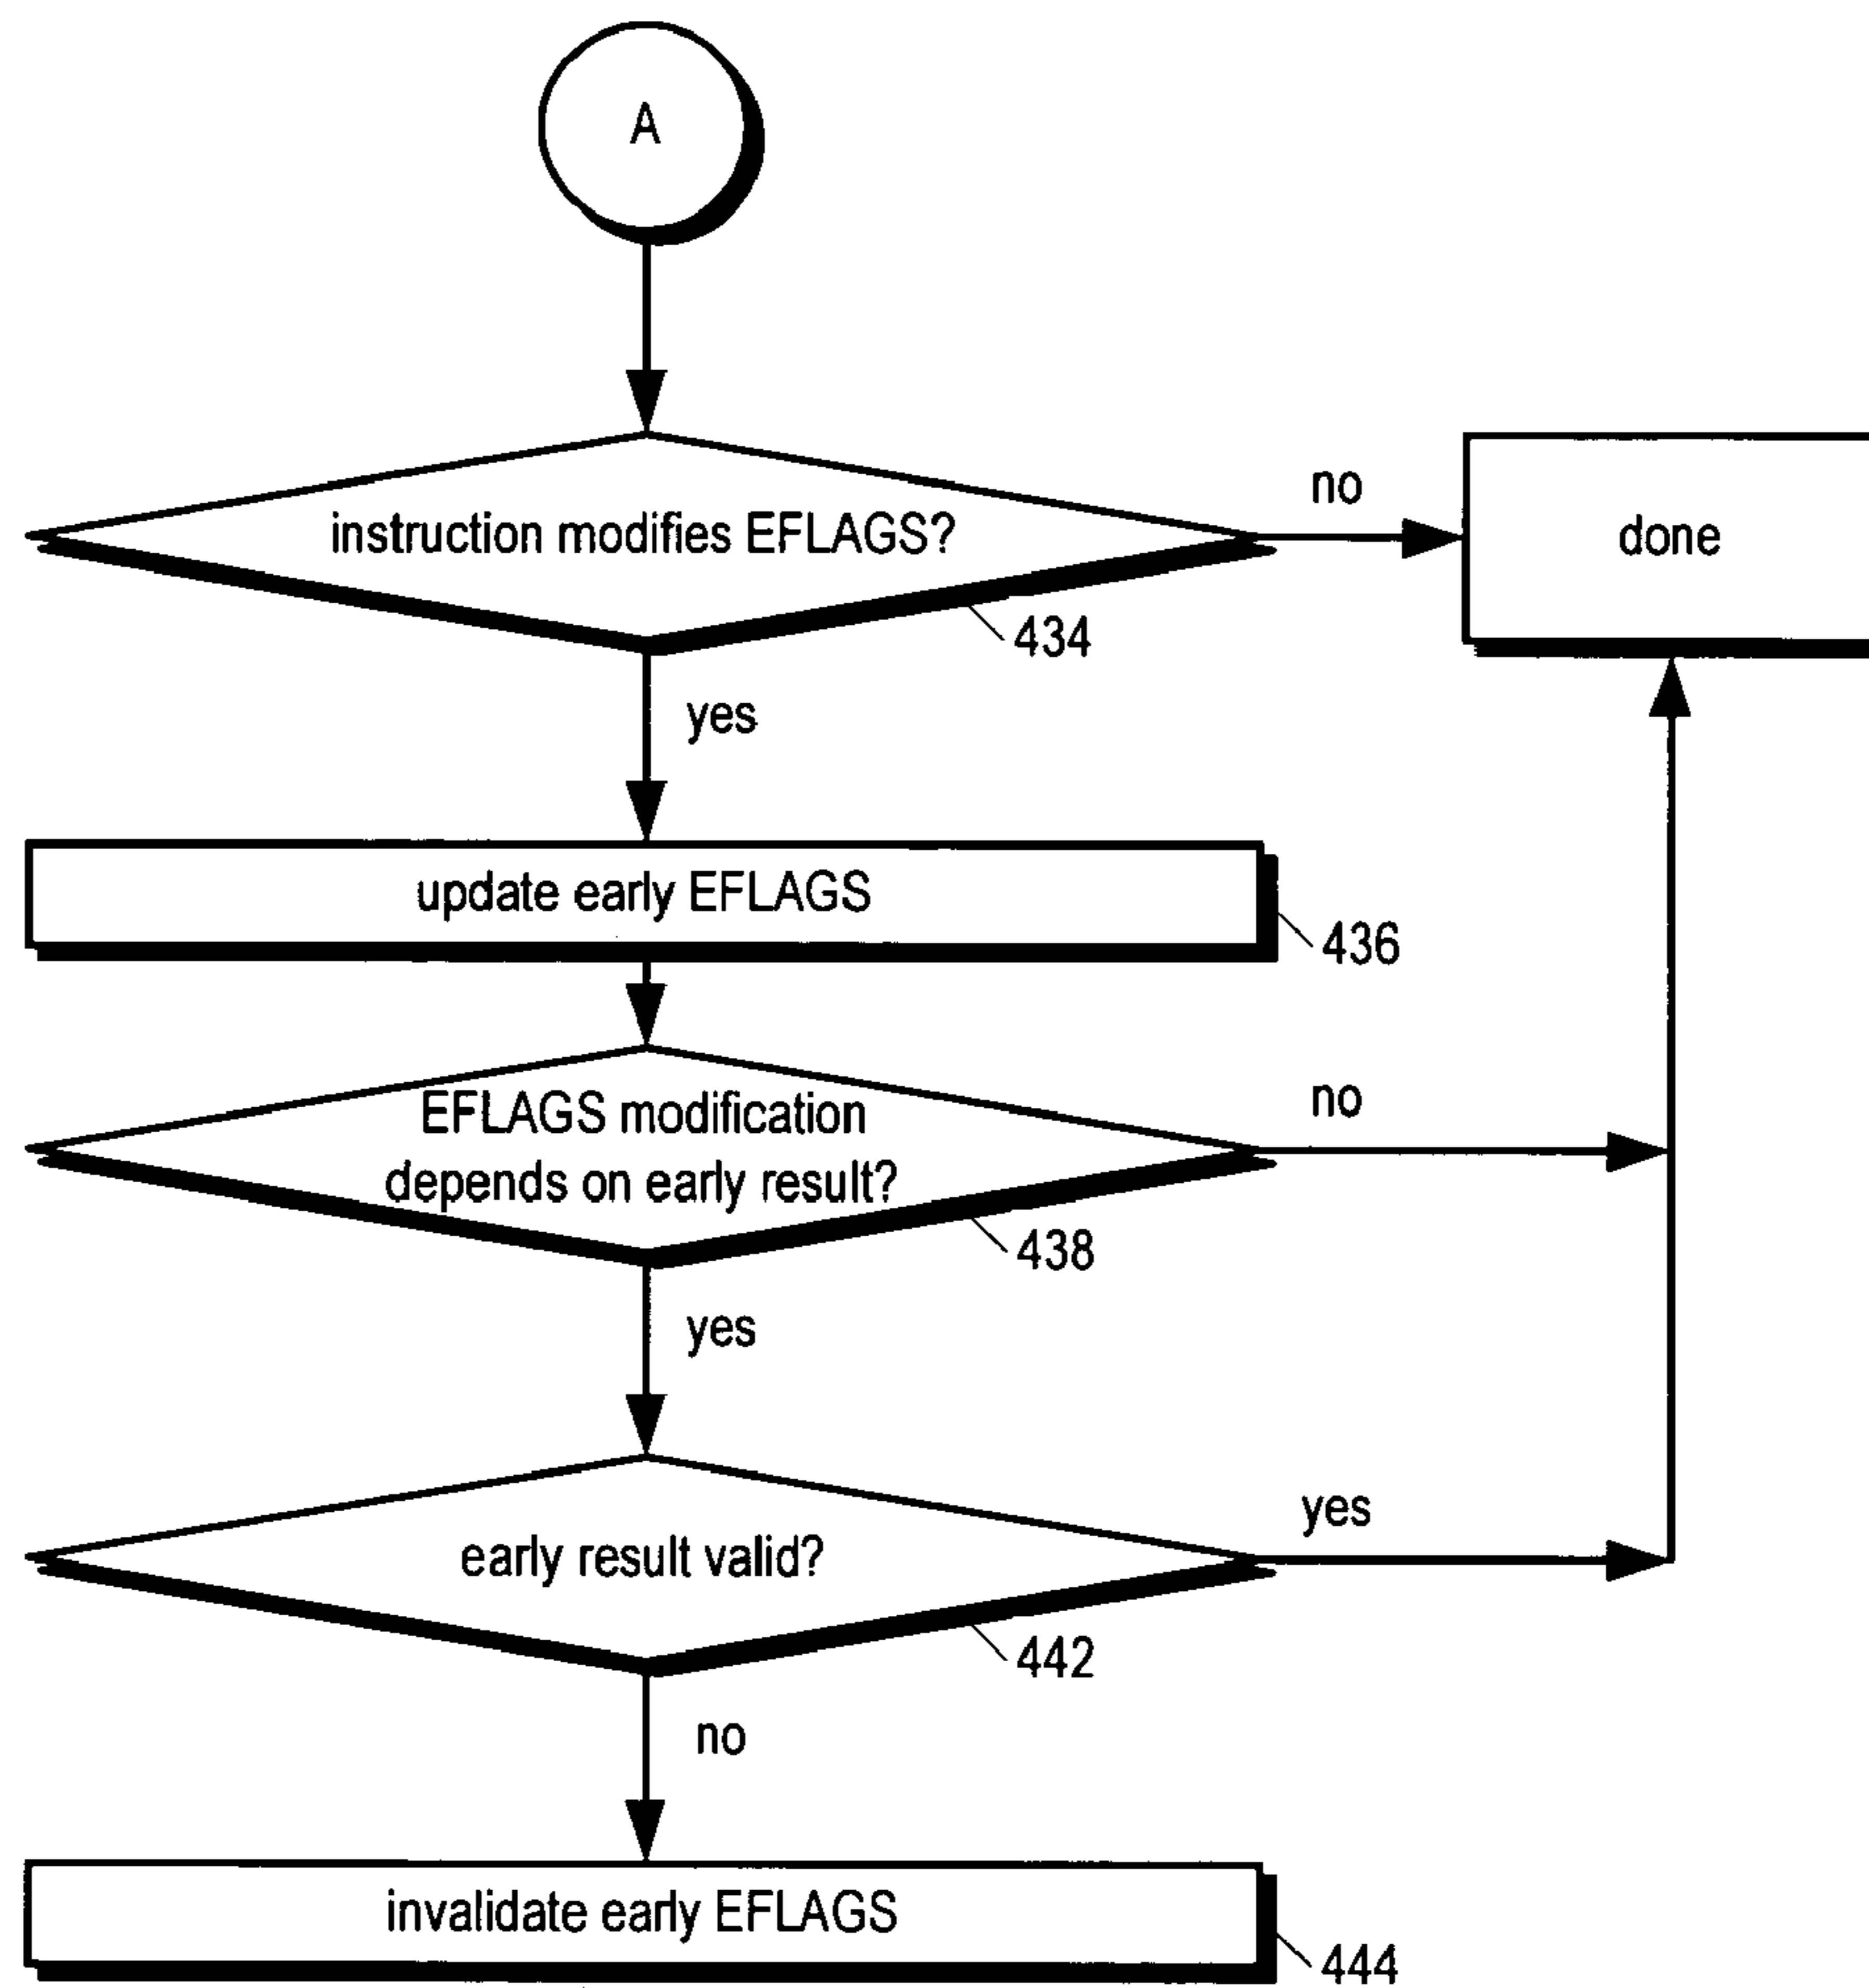 A
instruction modifies EFLAGS?
no
done
434
yes
update early EFLAGS
436
EFLAGS modification
depends on early result?
no
438
yes
early result valid?
yes
442
no
invalidate early EFLAGS
444